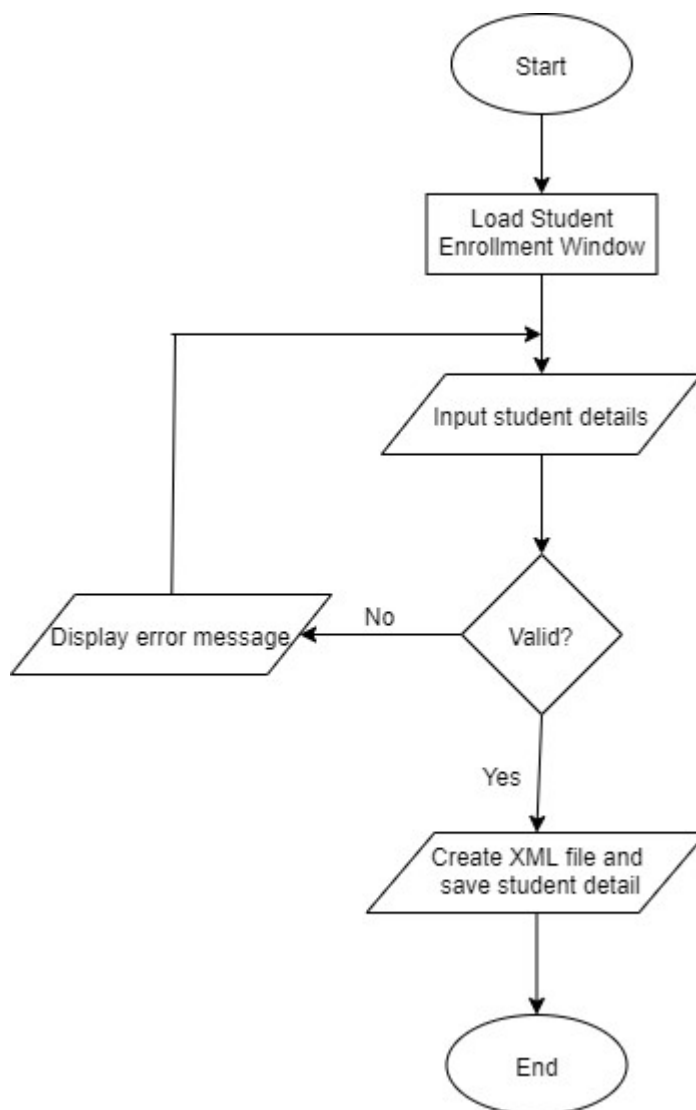 Start
Load Student
Enrollment Window
Input student details
Valid?
No
Display error message
Yes
Create XML file and
save student detail
End